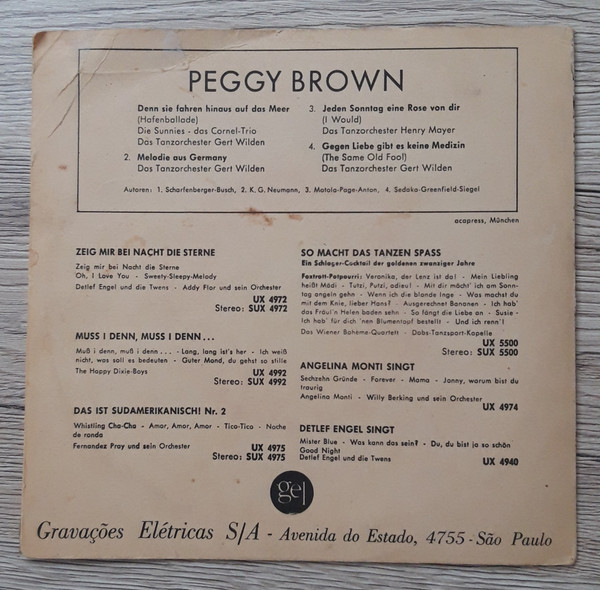 PEGGY BROWN
Denn sie fahren hinaus auf das Meer
(Hafenballade)
Die Sunnies - das Cornel-Trio
Das Tanzorchester Gert Wilden
2. Melodie aus Germany
Das Tanzorchester Gert Wilden
3. Jeden Sonntag eine Rose von dir
(I Would)
Das Tanzorchester Henry Mayer
4. Gegen Liebe gibt es keine Medizin
(The Same Old Fool)
Das Tanzorchester Gert Wilden
Autoren: 1. Scharfenberger-Busch, 2. K. G. Neumann, 3. Matala-Page-Anton, 4. Sedaka-Greenfield-Siegel
acopress, München
ZEIG MIR BEI NACHT DIE STERNE
Zeig mir bei Nacht die Sterne
Oh, I Love You - Sweety-Sleepy-Melody
Detlef Engel und die Twens - Addy Flor und sein Orchester
UX 4972
Stereo: SUX 4972
MUSS I DENN, MUSS I DENN . . .
Muß i denn, muß i denn . . . - Lang, lang ist's her - Ich weiß
nicht, was soll es bedeuten - Guter Mond, du gehst so stille
The Happy Dixie-Boys
UX 4992
Stereo: SUX 4992
DAS IST SUDAMERIKANISCH! Nr. 2
Whistling Cha-Cha - Amor, Amor, Amor - Tico-Tico - Noche
de ronda
Fernandez Pray und sein Orchester
UX 4975
Stereo: SUX 4975
SO MACHT DAS TANZEN SPASS
Ein Schlager-Cocktail der goldenen zwanziger Jahre
Foxtrott-Potpourri: Veronika, der Lenz ist da! - Mein Liebling
heißt Mädi - Tutzi, Putzi, adieu! - Mit dir möcht' ich am Sonn-
tag angeln gehn - Wenn ich die blonde Inge - Was machst du
mit dem Knie, lieber Hans? - Ausgerechnet Bananen - Ich hab'
das Fräul'n Helen baden sehn - So fängt die Liebe an - Susie -
Ich hab' für dich 'nen Blumentopf bestellt - Und ich renn'!
Das Wiener Bohème-Quartett - Dobs-Tanzsport-Kapelle
UX 5500
Stereo: SUX 5500
ANGELINA MONTI SINGT
Sechzehn Gründe - Forever - Mama - Jonny, warum bist du
traurig
Angelina Monti - Willy Berking und sein Orchester
UX 4974
DETLEF ENGEL SINGT
Mister Blue - Was kann das sein? - Du, du bist ja so schön
Good Night
Detlef Engel und die Twens
UX 4940
gel
Gravações Elétricas S/A - Avenida do Estado, 4755 - São Paulo